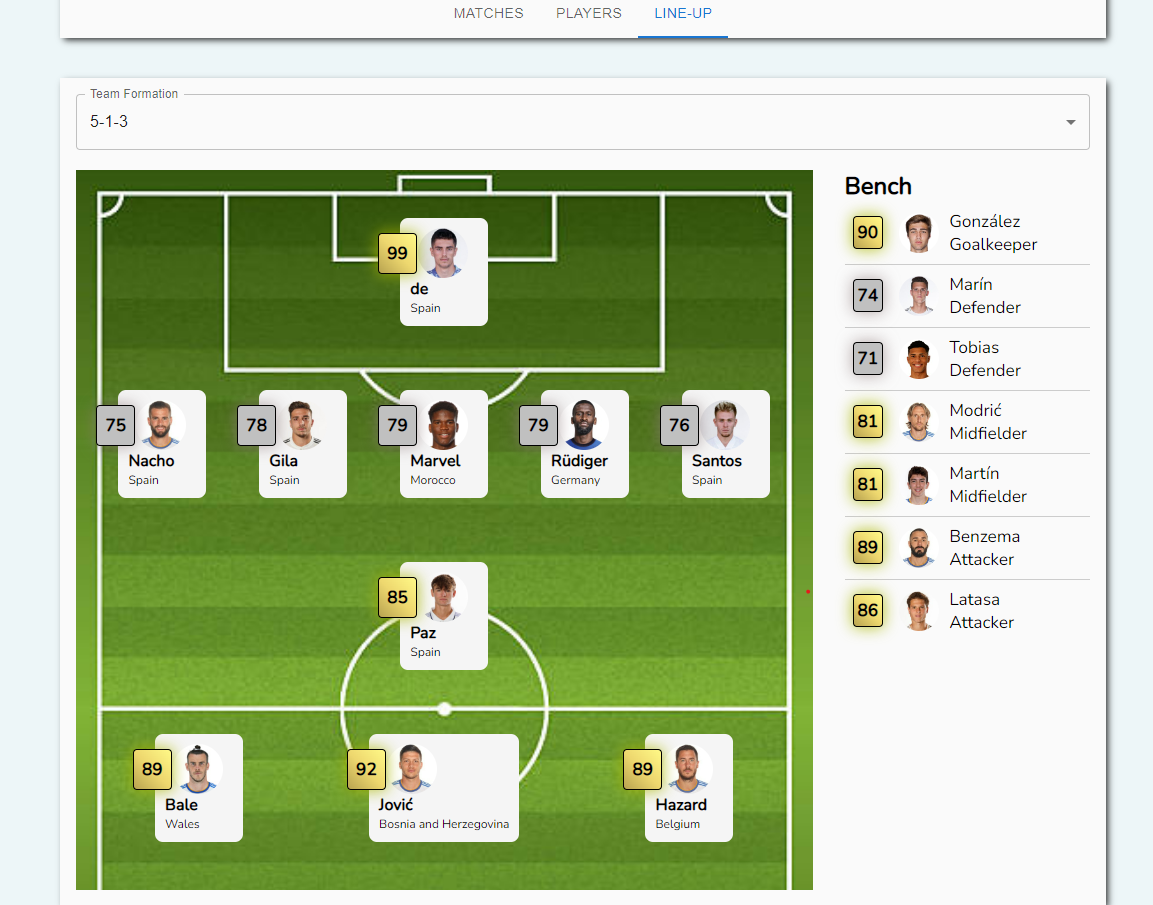 MATCHES PLAYERS LINE-UP
Team Formation
5-1-3
99
de
Spain
75
Nacho
Spain
78
Gila
Spain
79
Marvel
Morocco
79
Rüdiger
Germany
76
Santos
Spain
85
Paz
Spain
89
Bale
Wales
92
Jović
Bosnia and Herzegovina
89
Hazard
Belgium
Bench
90
González
Goalkeeper
74
Marín
Defender
71
Tobias
Defender
81
Modrić
Midfielder
81
Martín
Midfielder
89
Benzema
Attacker
86
Latasa
Attacker